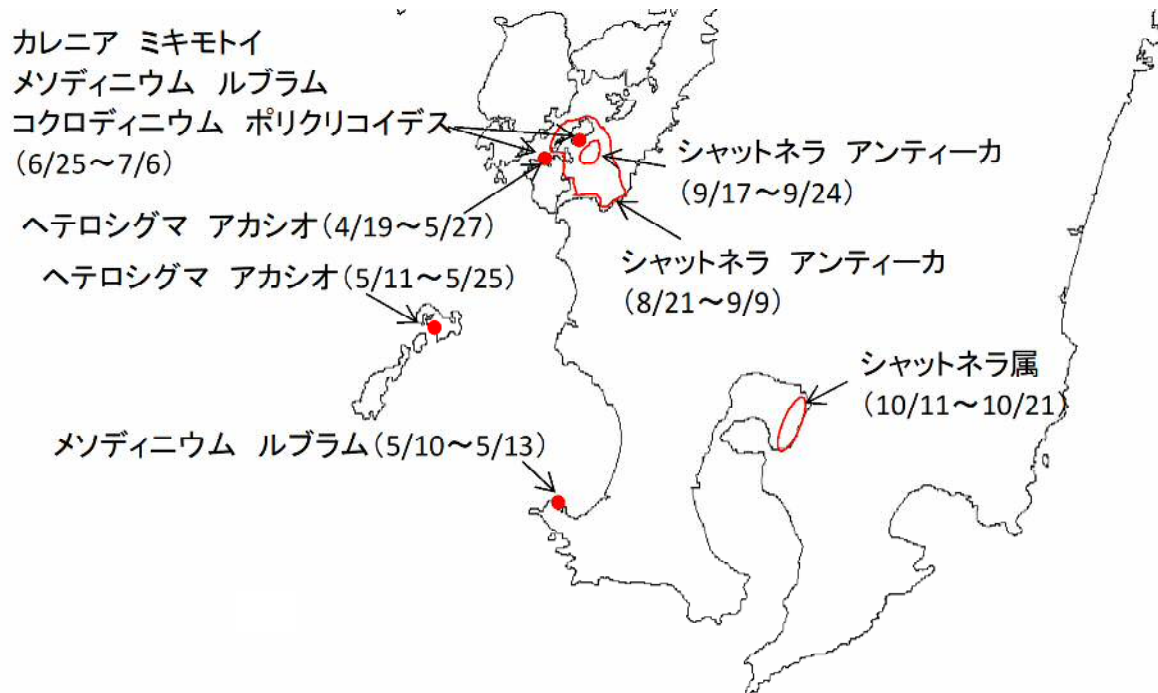 カレニア ミキモトイ
メソディニウム ルブラム
コクロディニウム ポリクリコイデス
(6/25～7/6)
シャットネラ アンティーカ
(9/17～9/24)
ヘテロシグマ アカシオ(4/19～5/27)
シャットネラ アンティーカ
(8/21～9/9)
ヘテロシグマ アカシオ(5/11～5/25)
シャットネラ属
(10/11～10/21)
メソディニウム ルブラム(5/10～5/13)